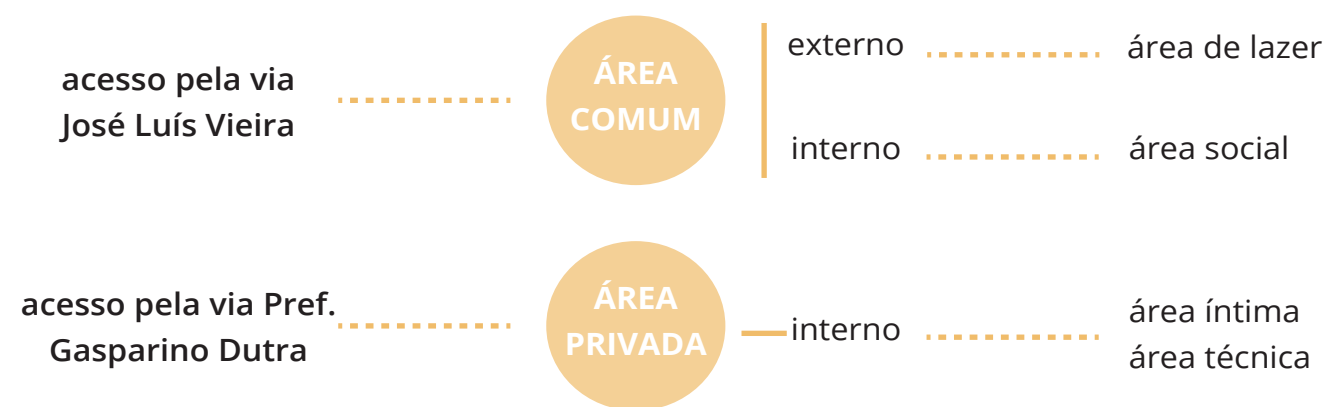 acesso pela via
José Luís Vieira
ÁREA
COMUM
externo
área de lazer
interno
área social
acesso pela via Pref.
Gasparino Dutra
ÁREA
PRIVADA
interno
área íntima
área técnica